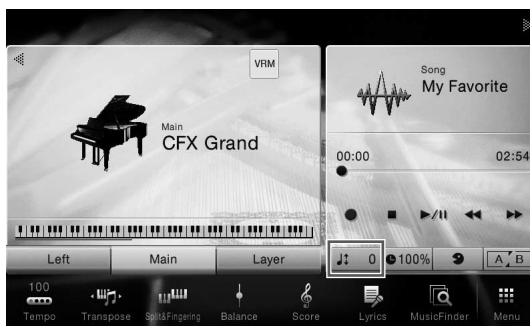 VRM
Main
CFX Grand
Song
My Favorite
00:00
02:54
Left
Main
Layer
0
100%
A B
100
Tempo
Transpose
Split&Fingering
Balance
Score
Lyrics
MusicFinder
Menu